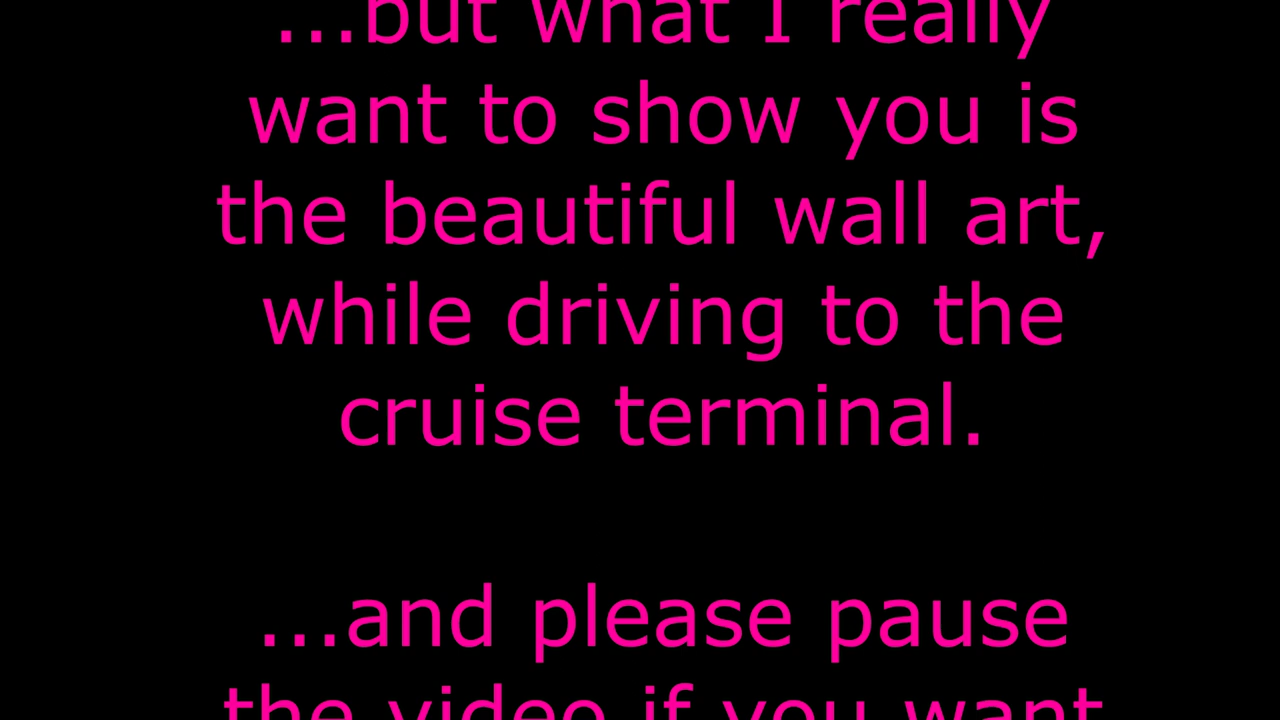 ...but what I really
want to show you is
the beautiful wall art,
while driving to the
cruise terminal.
...and please pause
the video if you want